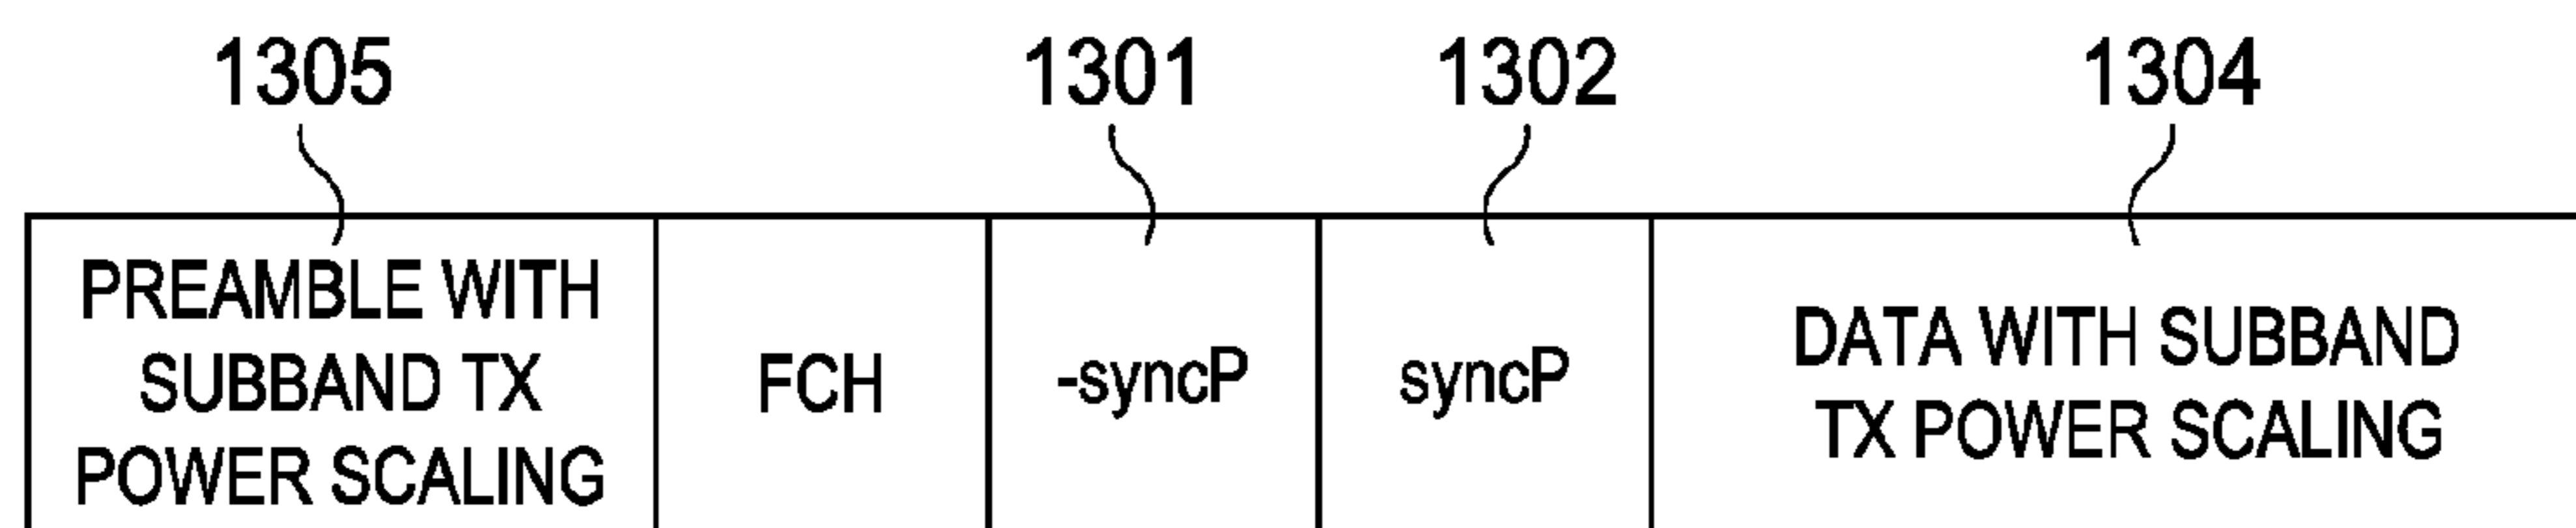 1305 1301 1302 1304
PREAMBLE WITH
SUBBAND TX
POWER SCALING
FCH
-syncP
syncP
DATA WITH SUBBAND
TX POWER SCALING